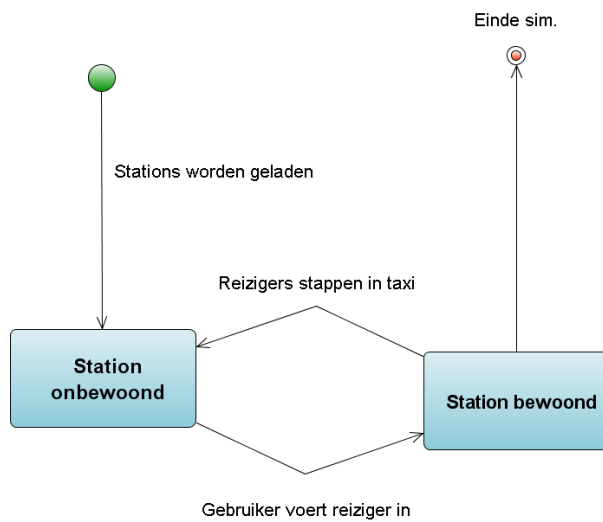 Einde sim.
Stations worden geladen
Reizigers stappen in taxi
Station
onbewoond
Station bewoond
Gebruiker voert reiziger in